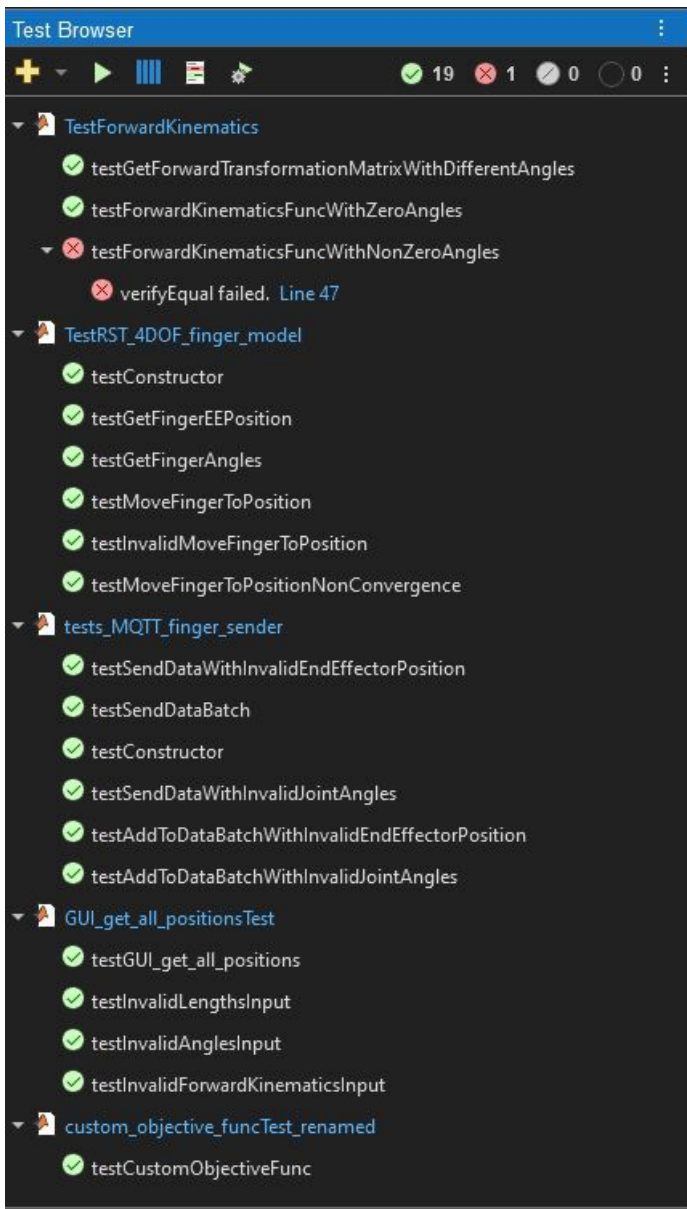 Test Browser
19 1 0 0
TestForwardKinematics
testGetForwardTransformationMatrixWithDifferentAngles
testForwardKinematicsFuncWithZeroAngles
testForwardKinematicsFuncWithNonZeroAngles
verifyEqual failed. Line 47
TestRST_4DOF_finger_model
testConstructor
testGetFingerEEPosition
testGetFingerAngles
testMoveFingerToPosition
testInvalidMoveFingerToPosition
testMoveFingerToPositionNonConvergence
tests_MQTT_finger_sender
testSendDataWithInvalidEndEffectorPosition
testSendDataBatch
testConstructor
testSendDataWithInvalidJointAngles
testAddToDataBatchWithInvalidEndEffectorPosition
testAddToDataBatchWithInvalidJointAngles
GUI_get_all_positionsTest
testGUI_get_all_positions
testInvalidLengthsInput
testInvalidAnglesInput
testInvalidForwardKinematicsInput
custom_objective_funcTest_renamed
testCustomObjectiveFunc